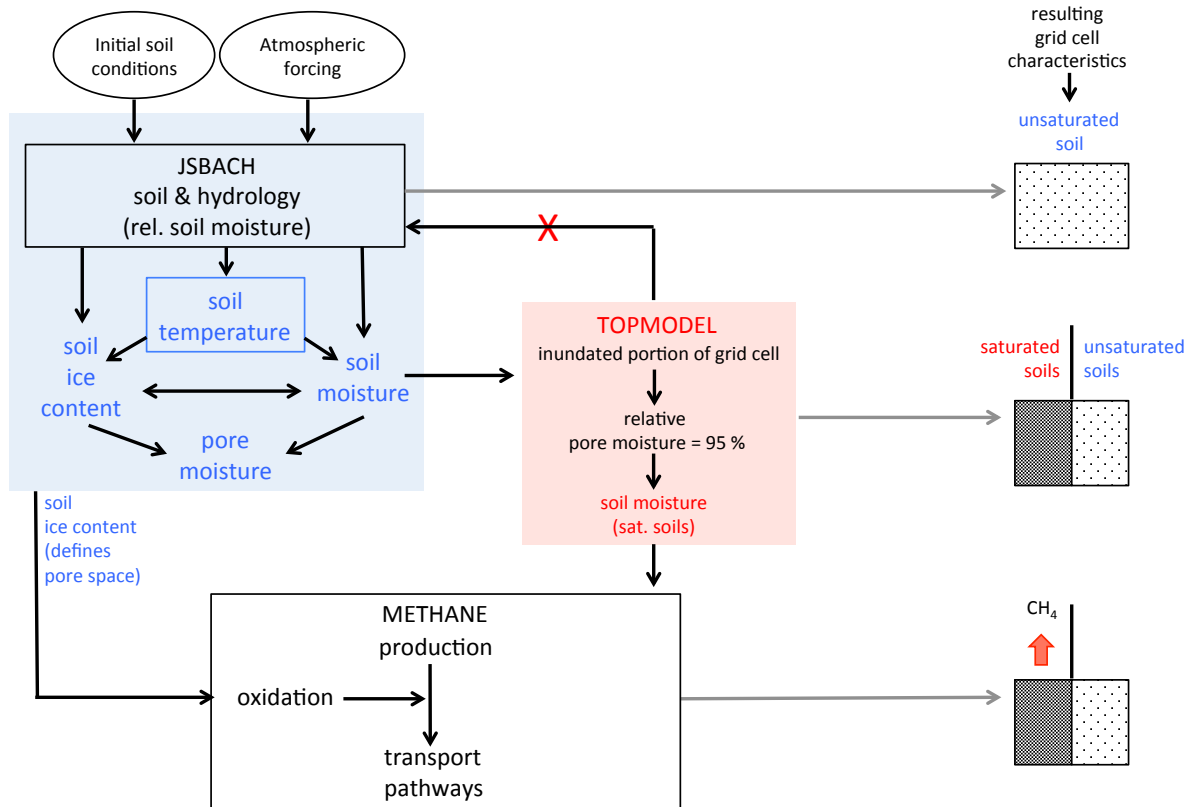 Initial soil
conditions
Atmospheric
forcing
resulting
grid cell
characteristics
unsaturated
soil
JSBACH
soil & hydrology
(rel. soil moisture)
X
soil
temperature
soil
ice
content
soil
moisture
pore
moisture
TOPMODEL
inundated portion of grid cell
relative
pore moisture = 95 %
soil moisture
(sat. soils)
saturated
soils
unsaturated
soils
soil
ice content
(defines
pore space)
METHANE
production
oxidation
transport
pathways
CH₄